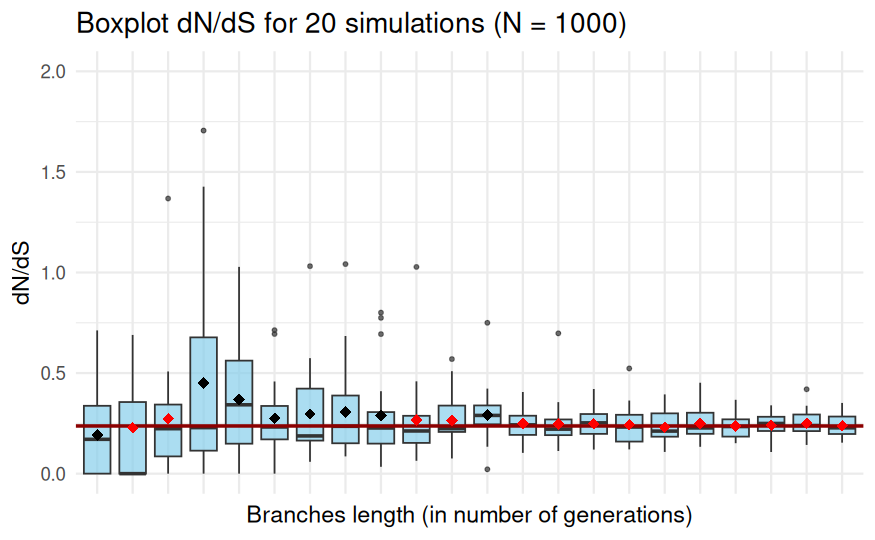 Boxplot dN/dS for 20 simulations (N = 1000)
2.0
1.5
1.0
0.5
0.0
dN/dS
Branches length (in number of generations)